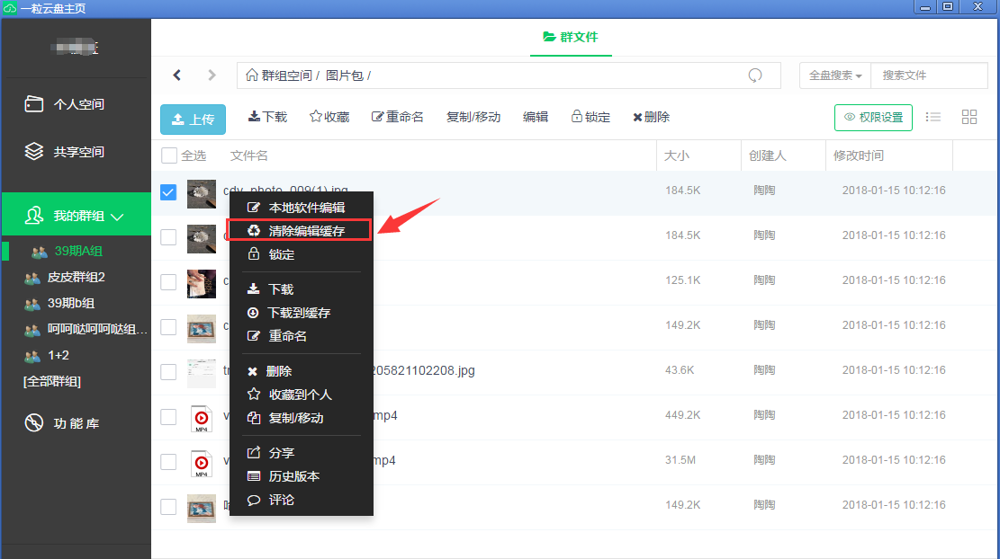 一粒云盘主页
群文件
群组空间 / 图片包 /
全盘搜索
搜索文件
个人空间
共享空间
我的群组
39期A组
皮皮群组2
39期b组
呵呵哒呵呵哒组...
1+2
[全部群组]
功 能 库
上传
下载
收藏
重命名
复制/移动
编辑
锁定
删除
权限设置
全选
文件名
大小
创建人
修改时间
cdv_photo_009(1).jpg
184.5K
陶陶
2018-01-15 10:12:16
184.5K
陶陶
2018-01-15 10:12:16
c
125.1K
陶陶
2018-01-15 10:12:16
c
149.2K
陶陶
2018-01-15 10:12:16
tr
205821102208.jpg
43.6K
陶陶
2018-01-15 10:12:16
MP4
v
mp4
449.2K
陶陶
2018-01-15 10:12:16
MP4
v
mp4
31.5M
陶陶
2018-01-15 10:12:16
149.2K
陶陶
2018-01-15 10:12:16
本地软件编辑
清除编辑缓存
锁定
下载
下载到缓存
重命名
删除
收藏到个人
复制/移动
分享
历史版本
评论